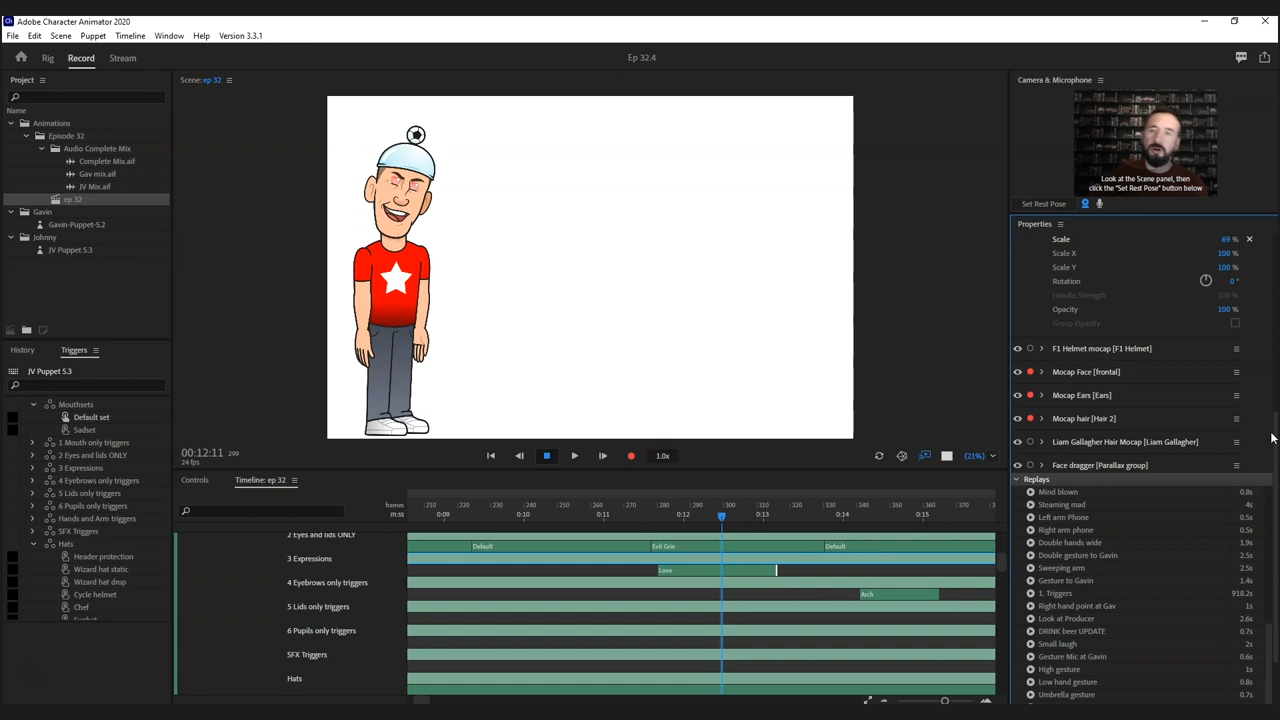 Ch Adobe Character Animator 2020
File Edit Scene Puppet Timeline Window Help Version 3.3.1
Rig Record Stream
Ep 32.4
Project
Name
Animations
Episode 32
Audio Complete Mix
Complete Mix.aif
Gav mix.aif
JV Mix.aif
ep 32
Gavin
Gavin-Puppet-5.2
Johnny
JV Puppet 5.3
History Triggers
JV Puppet 5.3
Mouthsets
Default set
Sadset
1 Mouth only triggers
2 Eyes and lids ONLY
3 Expressions
4 Eyebrows only triggers
5 Lids only triggers
6 Pupils only triggers
Hands and Arm triggers
SFX Triggers
Hats
Header protection
Wizard hat static
Wizard hat drop
Cycle helmet
Chef
Scene: ep 32
00:12:11 299
24 fps
1.0x
(21%)
Controls Timeline: ep 32
frames 210 220 230 240 250 260 270 280 290 300 310 320 330 340 350 360 370
m:ss 0:09 0:10 0:11 0:12 0:13 0:14 0:15
2 Eyes and lids ONLY
Default Evil Grin Default
3 Expressions
Love
4 Eyebrows only triggers
Arch
5 Lids only triggers
6 Pupils only triggers
SFX Triggers
Hats
Camera & Microphone
Look at the Scene panel, then
click the "Set Rest Pose" button below
Set Rest Pose
Properties
Scale 69 %
Scale X 100 %
Scale Y 100 %
Rotation 0 °
Handle Strength 100 %
Opacity 100 %
Group Opacity
F1 Helmet mocap [F1 Helmet]
Mocap Face [frontal]
Mocap Ears [Ears]
Mocap hair [Hair 2]
Liam Gallagher Hair Mocap [Liam Gallagher]
Face dragger [Parallax group]
Replays
Mind blown 0.8s
Steaming mad 4s
Left arm Phone 0.5s
Right arm phone 0.5s
Double hands wide 1.9s
Double gesture to Gavin 2.5s
Sweeping arm 2.5s
Gesture to Gavin 1.4s
1. Triggers 918.2s
Right hand point at Gav 1s
Look at Producer 2.6s
DRINK beer UPDATE 0.7s
Small laugh 2s
Gesture Mic at Gavin 0.6s
High gesture 1s
Low hand gesture 0.8s
Umbrella gesture 0.7s